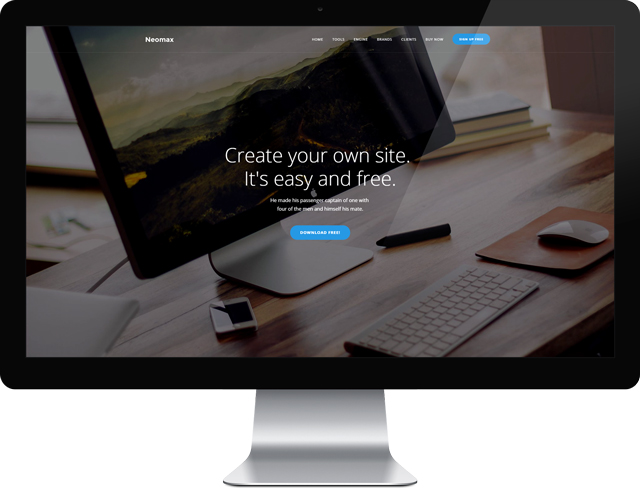 Neomax
HOME TOOLS ENGINE BRANDS CLIENTS BUY NOW SIGN UP FREE
Create your own site.
It's easy and free.
He made his passenger captain of one with
four of the men and himself his mate.
DOWNLOAD FREE!